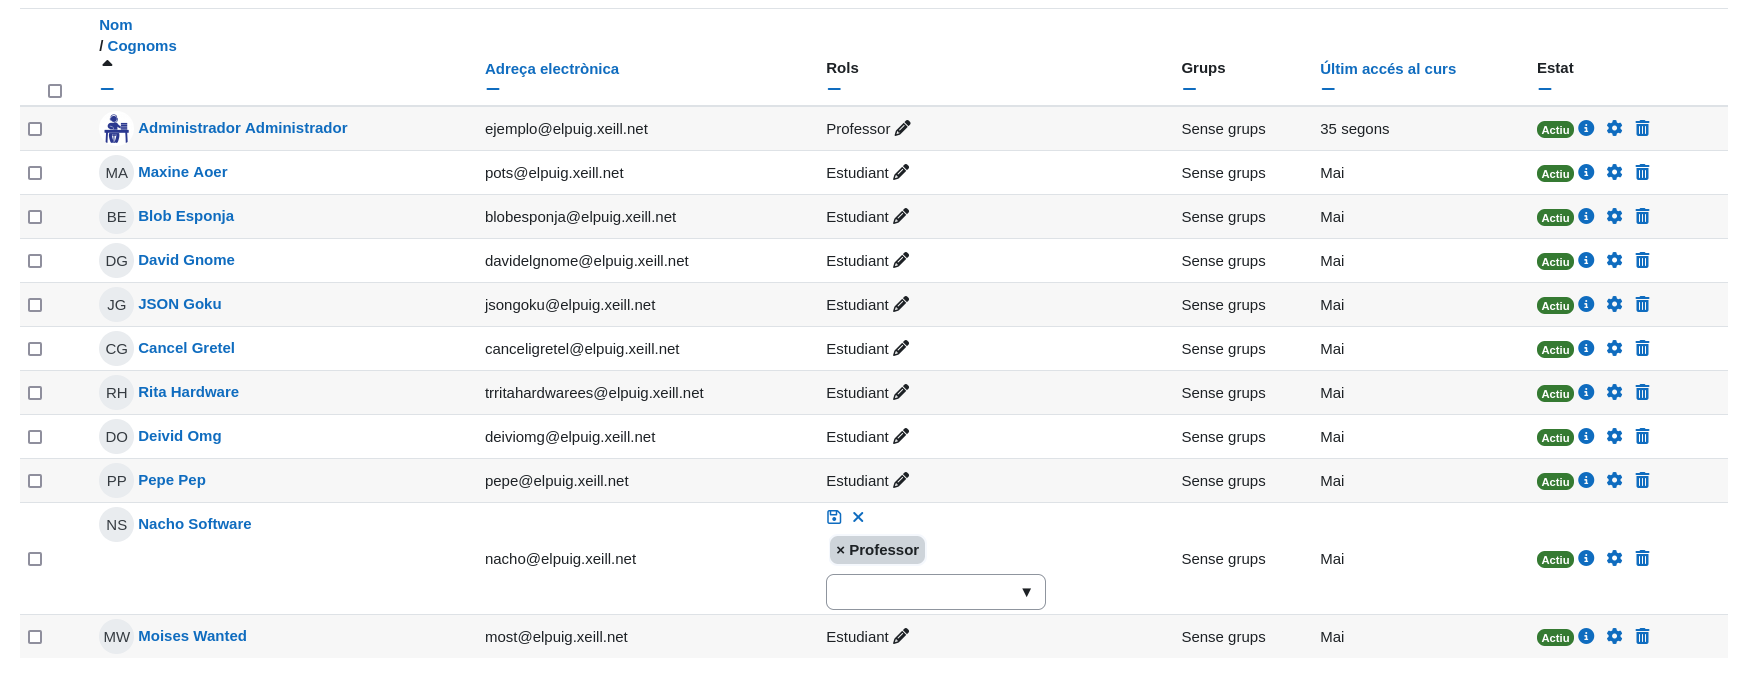 Nom
/ Cognoms
Adreça electrònica Rols Grups Últim accés al curs Estat
Administrador Administrador ejemplo@elpuig.xeill.net Professor Sense grups 35 segons Actiu
MA Maxine Aoer pots@elpuig.xeill.net Estudiant Sense grups Mai Actiu
BE Blob Esponja blobesponja@elpuig.xeill.net Estudiant Sense grups Mai Actiu
DG David Gnome davidelgnome@elpuig.xeill.net Estudiant Sense grups Mai Actiu
JG JSON Goku jsongoku@elpuig.xeill.net Estudiant Sense grups Mai Actiu
CG Cancel Gretel canceligretel@elpuig.xeill.net Estudiant Sense grups Mai Actiu
RH Rita Hardware trritahardwarees@elpuig.xeill.net Estudiant Sense grups Mai Actiu
DO Deivid Omg deiviomg@elpuig.xeill.net Estudiant Sense grups Mai Actiu
PP Pepe Pep pepe@elpuig.xeill.net Estudiant Sense grups Mai Actiu
NS Nacho Software
× Professor
nacho@elpuig.xeill.net Sense grups Mai Actiu
MW Moises Wanted most@elpuig.xeill.net Estudiant Sense grups Mai Actiu